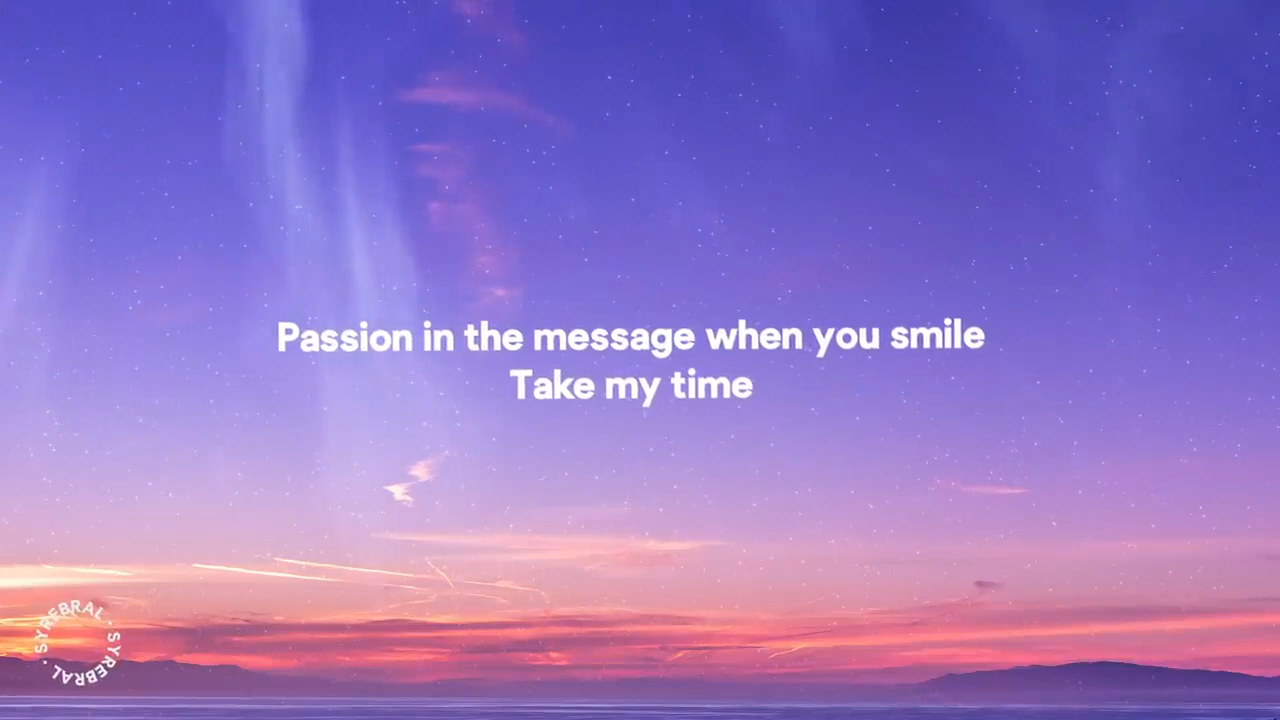 Passion in the message when you smile
Take my time
SYREBRAL · SYREBRAL ·